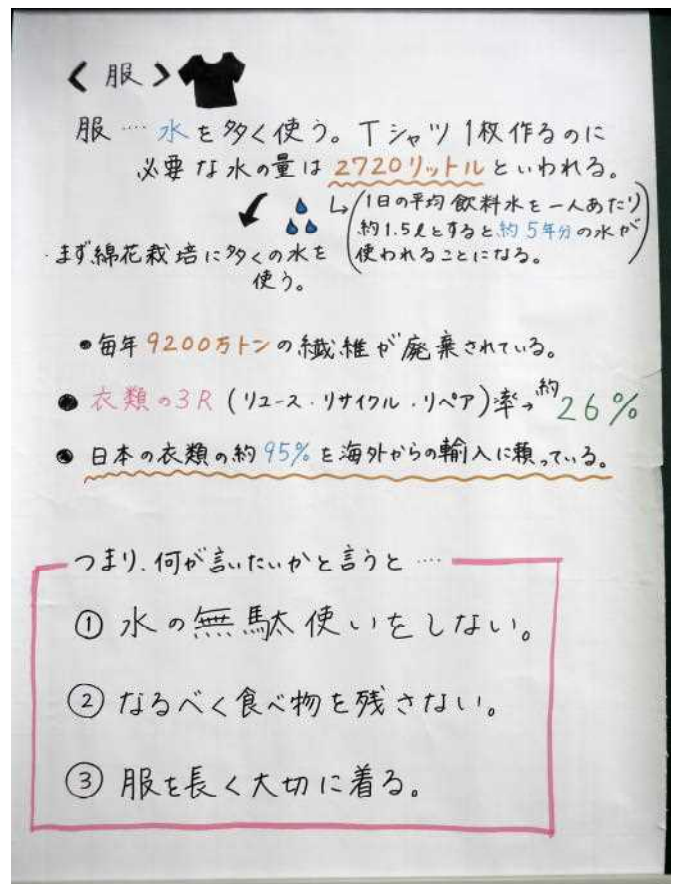 〈服〉
服‥‥水を多く使う。Tシャツ1枚作るのに
必要な水の量は2720リットルといわれる。
↳(1日の平均飲料水を一人あたり
約1.5ℓとすると約5年分の水が
使われることになる。)
・まず綿花栽培に多くの水を
使う。
●毎年9200万トンの繊維が廃棄されている。
●衣類の3R(リユース・リサイクル・リペア)率→約26%
●日本の衣類の約95%を海外からの輸入に頼っている。
つまり、何が言いたいかと言うと‥‥
①水の無駄使いをしない。
②なるべく食べ物を残さない。
③服を長く大切に着る。